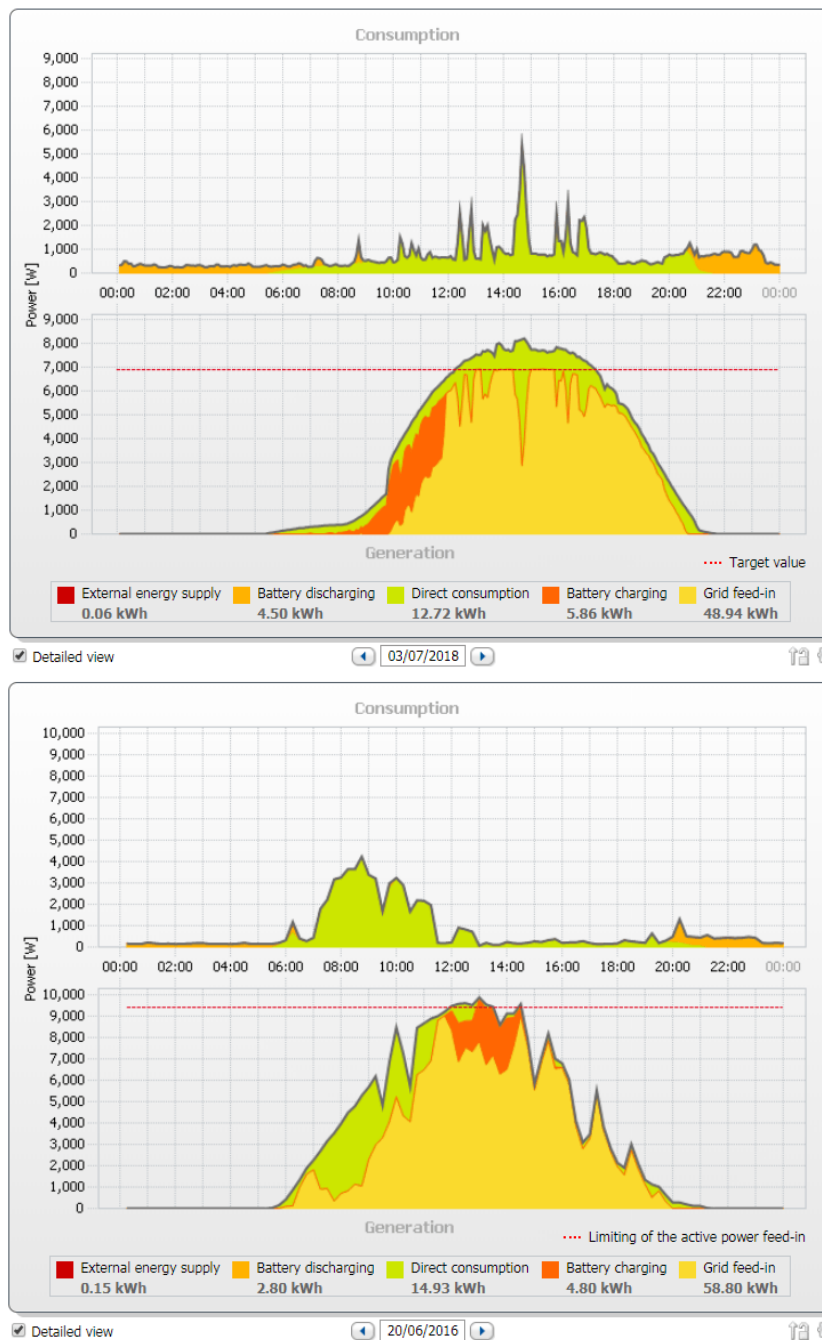 Consumption
9,000
8,000
7,000
6,000
5,000
4,000
3,000
2,000
1,000
0
00:00 02:00 04:00 06:00 08:00 10:00 12:00 14:00 16:00 18:00 20:00 22:00 00:00
Power [W]
9,000
8,000
7,000
6,000
5,000
4,000
3,000
2,000
1,000
0
Generation
Target value
External energy supply Battery discharging Direct consumption Battery charging Grid feed-in
0.06 kWh 4.50 kWh 12.72 kWh 5.86 kWh 48.94 kWh
Detailed view 03/07/2018
Consumption
10,000
9,000
8,000
7,000
6,000
5,000
4,000
3,000
2,000
1,000
0
00:00 02:00 04:00 06:00 08:00 10:00 12:00 14:00 16:00 18:00 20:00 22:00 00:00
Power [W]
10,000
9,000
8,000
7,000
6,000
5,000
4,000
3,000
2,000
1,000
0
Generation
Limiting of the active power feed-in
External energy supply Battery discharging Direct consumption Battery charging Grid feed-in
0.15 kWh 2.80 kWh 14.93 kWh 4.80 kWh 58.80 kWh
Detailed view 20/06/2016